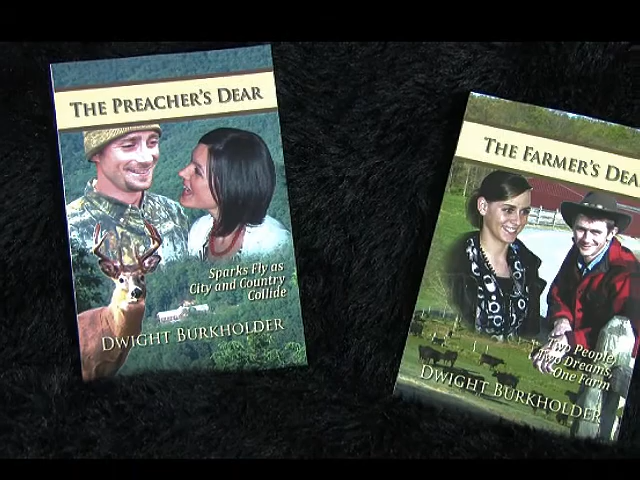 THE PREACHER'S DEAR
Sparks Fly as
City and Country
Collide
DWIGHT BURKHOLDER
THE FARMER'S DEA
Two People,
Two Dreams,
One Farm
DWIGHT BURKHOLDER